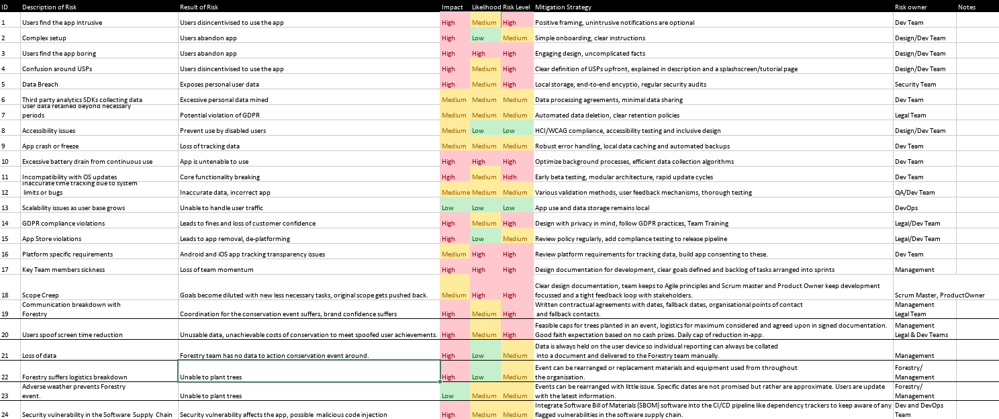 ID Description of Risk Result of Risk Impact Likelihood Risk Level Mitigation Strategy Risk owner Notes
1 Users find the app intrusive Users disincentivised to use the app High Medium High Positive framing, unintrusive notifications are optional Dev Team
2 Complex setup Users abandon app High Low Medium Simple onboarding, clear instructions Design/Dev Team
3 Users find the app boring Users abandon app High High High Engaging design, uncomplicated facts Design/Dev Team
4 Confusion around USPs Users disincentivised to use the app High Medium High Clear definition of USPs upfront, explained in description and a splashscreen/tutorial page Design/Dev Team
5 Data Breach Exposes personal user data High Medium High Local storage, end-to-end encyptio, regular security audits Security Team
6 Third party analytics SDKs collecting data Excessive personal data mined Medium Medium Medium Data processing agreements, minimal data sharing Dev Team
User data retained beyond necessary
7 periods Potential violation of GDPR Medium Medium Medium Automated data deletion, clear retention policies Legal Team
8 Accessibility issues Prevent use by disabled users Medium Low Low HCI/WCAG compliance, accessibility testing and inclusive design Design/Dev Team
9 App crash or freeze Loss of tracking data Medium Medium Medium Robust error handling, local data caching and automated backups Dev Team
10 Excessive battery drain from continuous use App is untenable to use High High High Optimize background processes, efficient data collection algorithms Dev Team
11 Incompatibility with OS updates Core functionality breaking Hgih Medium Hidh Early beta testing, modular architecture, rapid update cycles Dev Team
Inaccurate time tracking due to system
12 limits or bugs Inaccurate data, incorrect app Mediume Medium Medium Various validation methods, user feedback mechanisms, thorough testing QA/Dev Team
13 Scalability issues as user base grows Unable to handle user traffic Low Low Low App use and data storage remains local DevOps
14 GDPR compliance violations Leads to fines and loss of customer confidence High Medium High Design with privacy in mind, follow GDPR practices, Team Training Legal/Dev Team
15 App Store violations Leads to app removal, de-platforming High Low Medium Review policy regularly, add compliance testing to release pipeline Legal/Dev Team
16 Platform specific requirements Android and iOS app tracking transparency issues Medium High High Review platform requirements for tracking data, build app consenting to these. Dev Team
17 Key Team members sickness Loss of team momentum High High High Design documentation for development, clear goals defined and backlog of tasks arranged into sprints Management
Clear design documentation, team keeps to Agile principles and Scrum master and Product Owner keep development
18 Scope Creep Goals become diluted with new less necessary tasks, original scope gets pushed back. Medium High High focussed and a tight feedback loop with stakeholders. Scrum Master, ProductOwner
Communication breakdown with Written contractual agreements with dates, fallback dates, organisational points of contact Management
19 Forestry Coordination for the conservation event suffers, brand confidence suffers High Medium High and fallback contacts. Legal Team
Feasible caps for trees planted in an event, logistics for maximum considered and agreed upon in signed documentation. Management
20 Users spoof screen time reduction Unusable data, unachievable costs of conservation to meet spoofed user achievements. High Medium High Good faith expectation based on no cash prizes. Daily cap of reduction in-app. Legal & Dev Teams
Data is always held on the user device so individual reporting can always be collated
21 Loss of data Forestry team has no data to action conservation event around. High Low Medium into a document and delivered to the Forestry team manually. Management
Event can be rearranged or replacement materials and equipment used from throughout Forestry/
22 Forestry suffers logistics breakdown Unable to plant trees High Low Medium the organisation. Management
Adverse weather prevents Forestry Events can be rearranged with little issue. Specific dates are not promised but rather are approximate. Users are update Forestry/
23 event. Unable to plant trees Low Medium Medium with the latest information. Management
Integrate Software Bill of Materials (SBOM) software into the CI/CD pipeline like dependency trackers to keep aware of any Dev and DevOps
24 Security vulnerability in the Software Supply Chain Security vulnerability affects the app, possible malicious code injection High Medium Medium flagged vulnerabilities in the software supply chain. Team